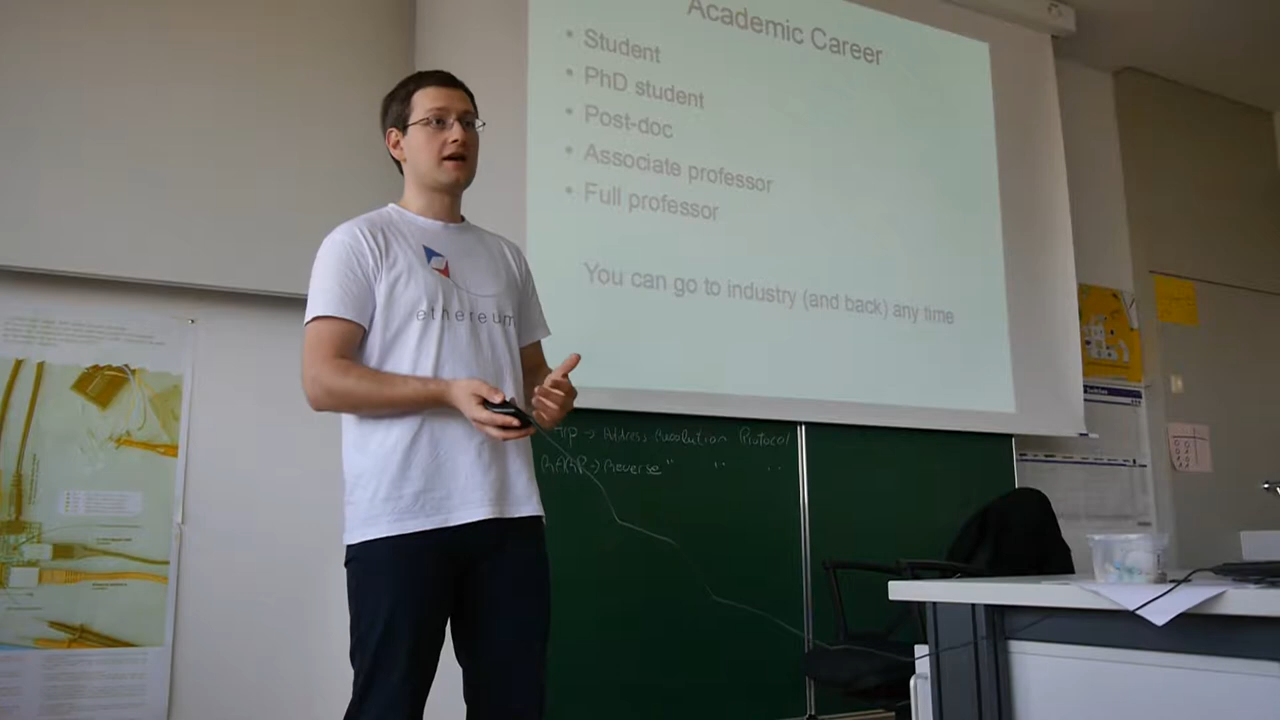 Academic Career
• Student
• PhD student
• Post-doc
• Associate professor
• Full professor
You can go to industry (and back) any time
ethereum
Address Resolution Protocol
RARP → Reverse " " "